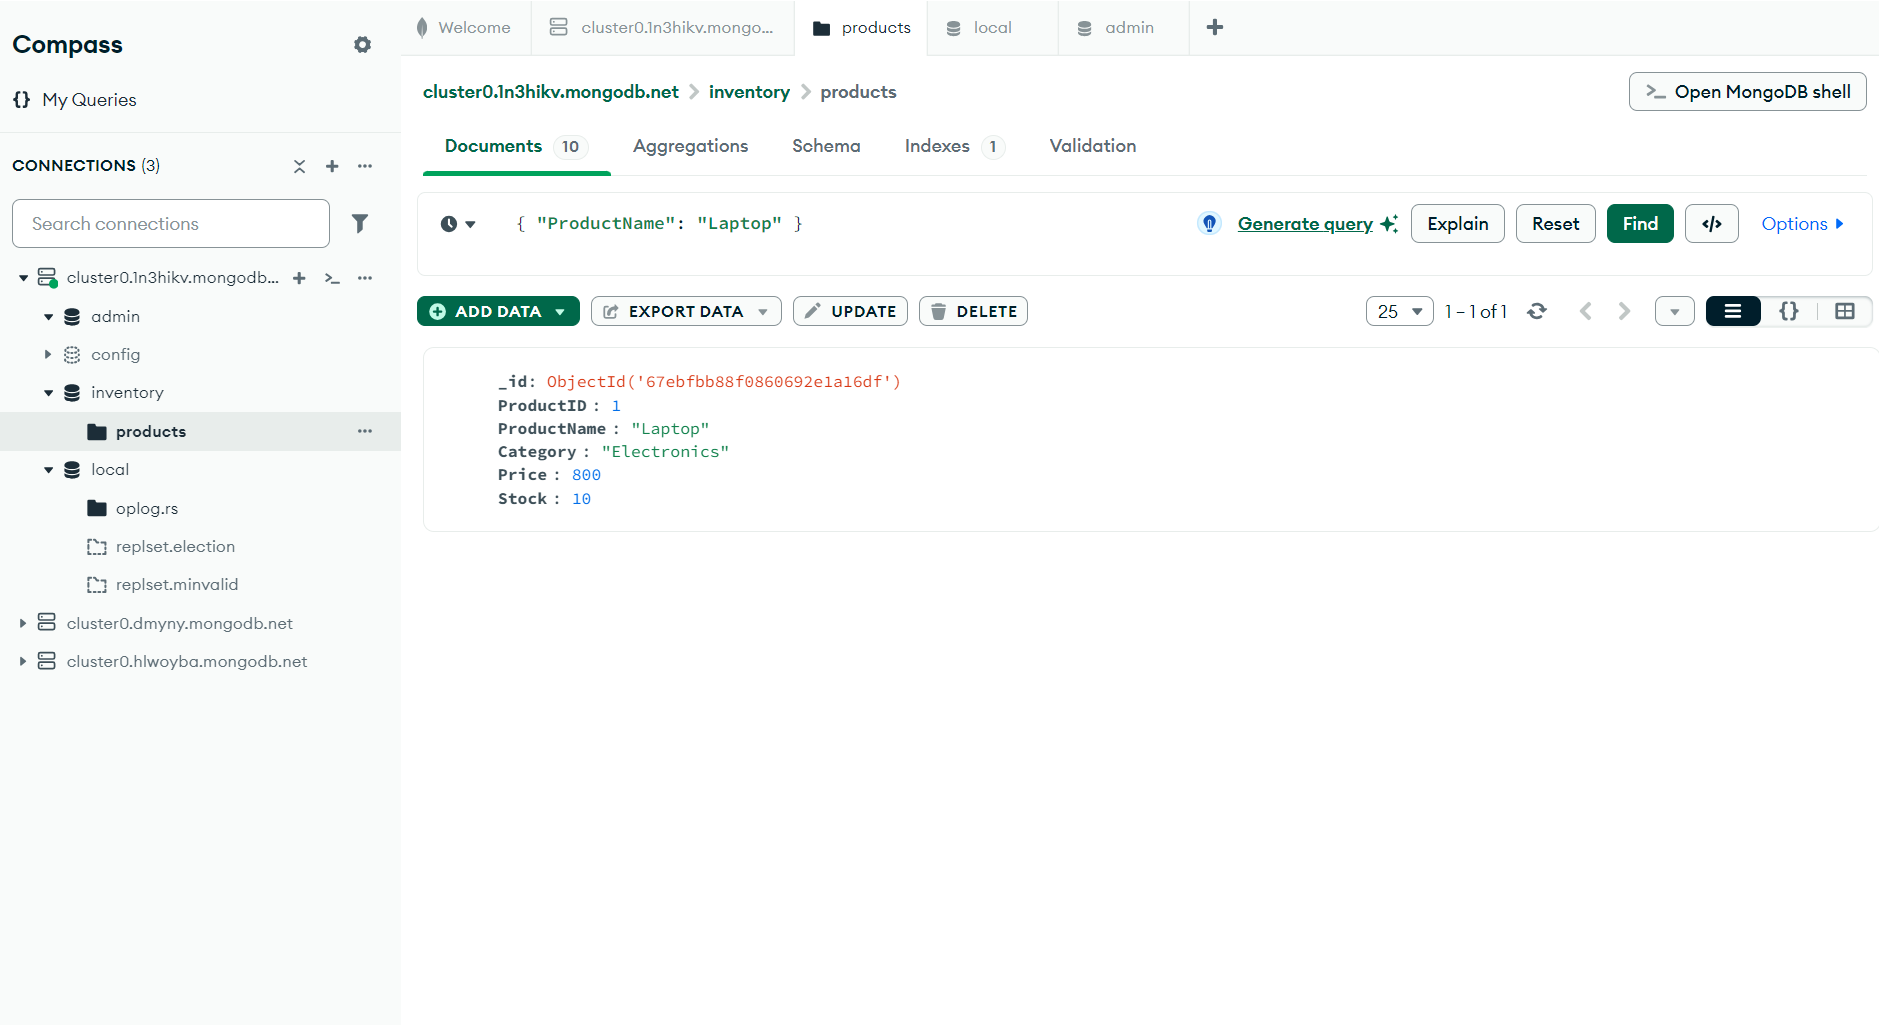 Compass
My Queries
CONNECTIONS (3)
Search connections
cluster0.1n3hikv.mongodb...
admin
config
inventory
products
local
oplog.rs
replset.election
replset.minvalid
cluster0.dmyny.mongodb.net
cluster0.hlwoyba.mongodb.net
Welcome
cluster0.1n3hikv.mongo...
products
local
admin
cluster0.1n3hikv.mongodb.net > inventory > products
>_ Open MongoDB shell
Documents 10 Aggregations Schema Indexes 1 Validation
{ "ProductName": "Laptop" }
Generate query Explain Reset Find </> Options
ADD DATA EXPORT DATA UPDATE DELETE
25 1 – 1 of 1
_id: ObjectId('67ebfbb88f0860692e1a16df')
ProductID : 1
ProductName : "Laptop"
Category : "Electronics"
Price : 800
Stock : 10